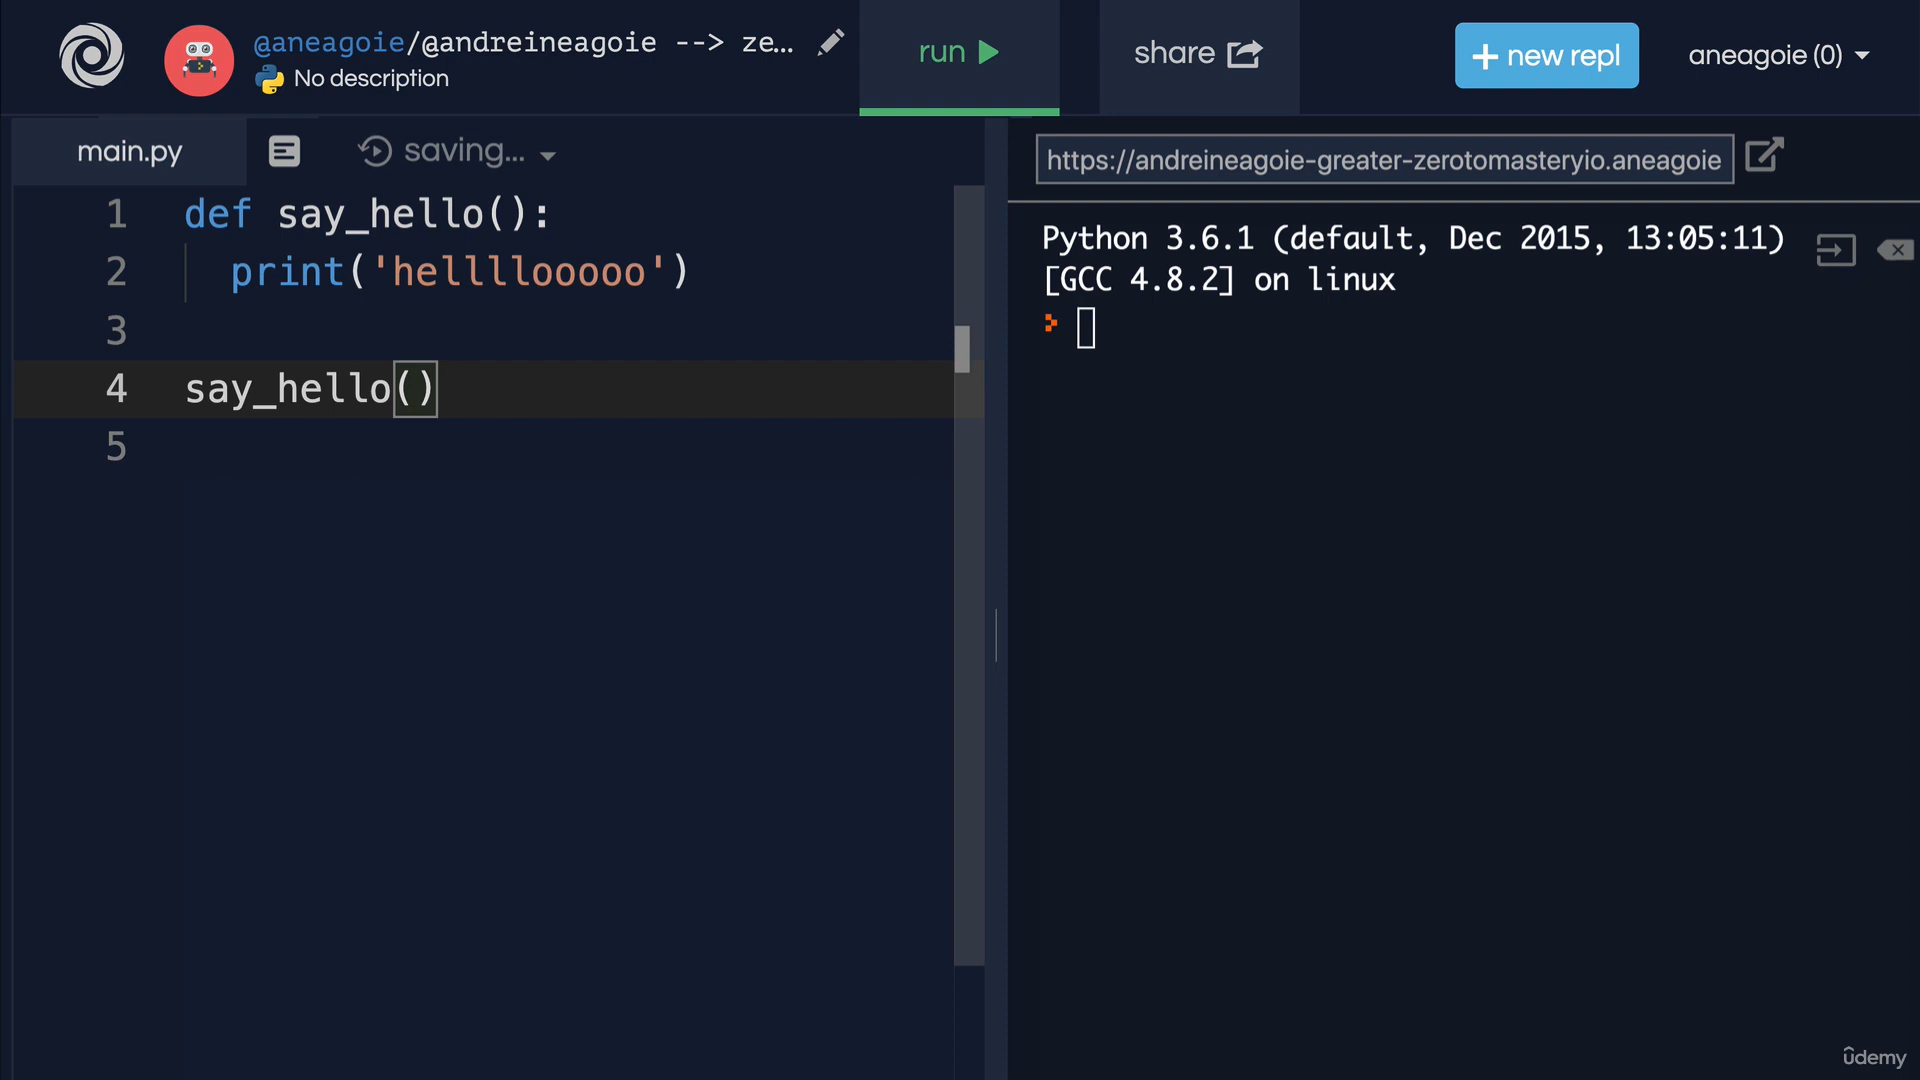 @aneagoie/@andreineagoie --> ze...
No description
run
share
+ new repl
aneagoie (0)
main.py
saving...
https://andreineagoie-greater-zerotomasteryio.aneagoie
1 def say_hello():
2 print('hellllooooo')
3
4 say_hello()
5
Python 3.6.1 (default, Dec 2015, 13:05:11)
[GCC 4.8.2] on linux
ûdemy